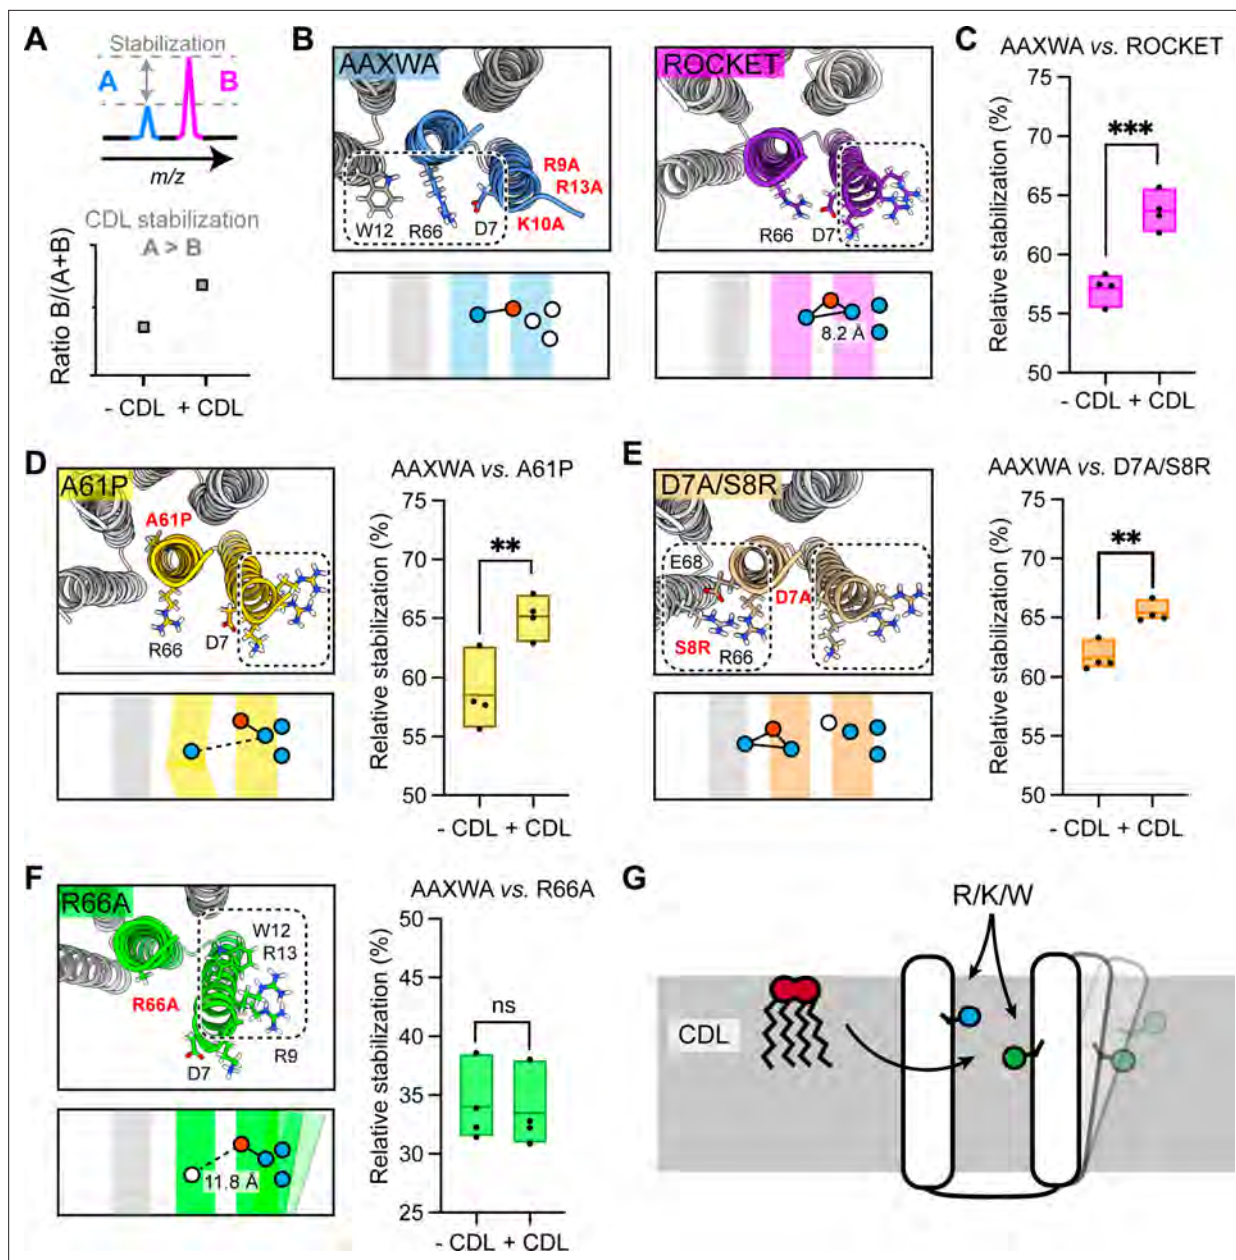 A
Stabilization
A
B
m/z
CDL stabilization
A > B
Ratio B/(A+B)
- CDL + CDL
B
AAXWA
R9A
R13A
K10A
W12
R66
D7
ROCKET
R66
D7
8.2 Å
C
AAXWA vs. ROCKET
Relative stabilization (%)
75
70
65
60
55
50
***
- CDL + CDL
D
A61P
A61P
R66
D7
AAXWA vs. A61P
Relative stabilization (%)
75
70
65
60
55
50
**
- CDL + CDL
E
D7A/S8R
E68
D7A
S8R
R66
AAXWA vs. D7A/S8R
Relative stabilization (%)
75
70
65
60
55
50
**
- CDL + CDL
F
R66A
W12
R13
R66A
R9
D7
11.8 Å
AAXWA vs. R66A
Relative stabilization (%)
50
45
40
35
30
25
ns
- CDL + CDL
G
R/K/W
CDL